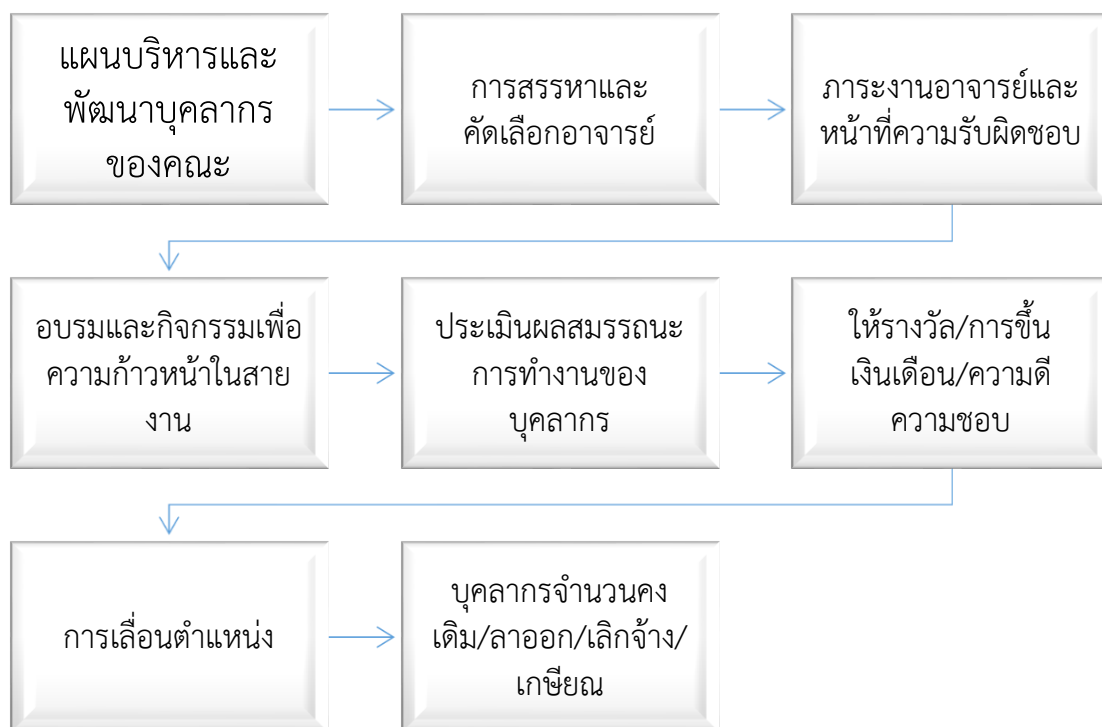 แผนบริหารและ
พัฒนาบุคลากร
ของคณะ
การสรรหาและ
คัดเลือกอาจารย์
ภาระงานอาจารย์และ
หน้าที่ความรับผิดชอบ
อบรมและกิจกรรมเพื่อ
ความก้าวหน้าในสาย
งาน
ประเมินผลสมรรถนะ
การทำงานของ
บุคลากร
ให้รางวัล/การขึ้น
เงินเดือน/ความดี
ความชอบ
การเลื่อนตำแหน่ง
บุคลากรจำนวนคง
เดิม/ลาออก/เลิกจ้าง/
เกษียณ